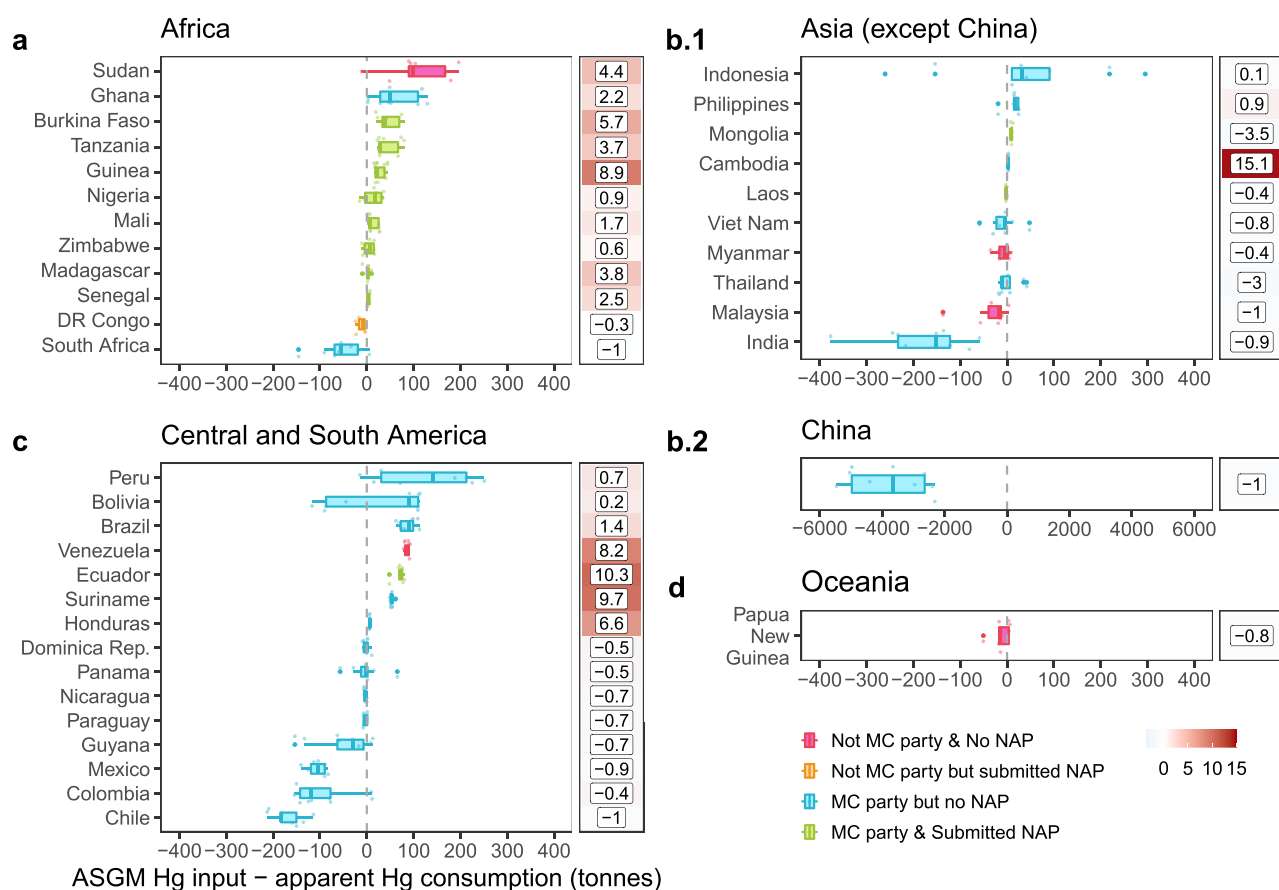 a
Africa
Sudan
4.4
Ghana
2.2
Burkina Faso
5.7
Tanzania
3.7
Guinea
8.9
Nigeria
0.9
Mali
1.7
Zimbabwe
0.6
Madagascar
3.8
Senegal
2.5
DR Congo
−0.3
South Africa
−1
−400 −300 −200 −100 0 100 200 300 400
b.1
Asia (except China)
Indonesia
0.1
Philippines
0.9
Mongolia
−3.5
Cambodia
15.1
Laos
−0.4
Viet Nam
−0.8
Myanmar
−0.4
Thailand
−3
Malaysia
−1
India
−0.9
−400 −300 −200 −100 0 100 200 300 400
c
Central and South America
Peru
0.7
Bolivia
0.2
Brazil
1.4
Venezuela
8.2
Ecuador
10.3
Suriname
9.7
Honduras
6.6
Dominica Rep.
−0.5
Panama
−0.5
Nicaragua
−0.7
Paraguay
−0.7
Guyana
−0.7
Mexico
−0.9
Colombia
−0.4
Chile
−1
−400 −300 −200 −100 0 100 200 300 400
ASGM Hg input − apparent Hg consumption (tonnes)
b.2
China
−1
−6000 −4000 −2000 0 2000 4000 6000
d
Oceania
Papua
New
Guinea
−0.8
−400 −300 −200 −100 0 100 200 300 400
Not MC party & No NAP
Not MC party but submitted NAP
MC party but no NAP
MC party & Submitted NAP
0 5 10 15